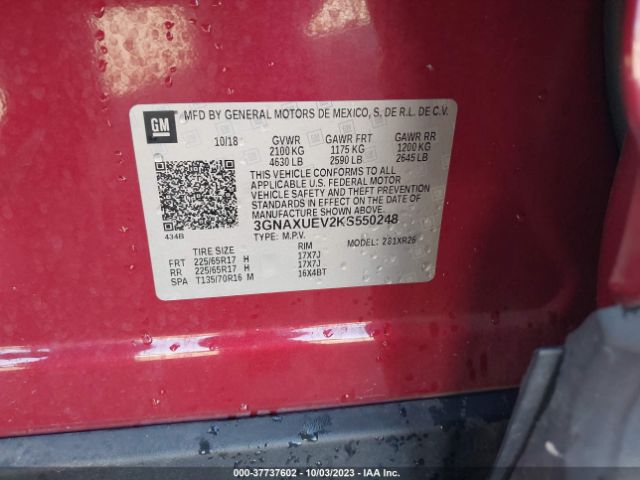 MFD BY GENERAL MOTORS DE MEXICO, S. DE R.L. DE C.V.
GM
10/18 GVWR GAWR FRT GAWR RR
2100 KG 1175 KG 1200 KG
4630 LB 2590 LB 2645 LB
THIS VEHICLE CONFORMS TO ALL
APPLICABLE U.S. FEDERAL MOTOR
VEHICLE SAFETY AND THEFT PREVENTION
STANDARDS IN EFFECT ON THE DATE OF
MANUFACTURE SHOWN ABOVE.
3GNAXUEV2KS550248
434B TYPE: M.P.V. MODEL: 281XR26
TIRE SIZE RIM
FRT 225/65R17 H 17X7J
RR 225/65R17 H 17X7J
SPA T135/70R16 M 16X4BT
00-37737602 - 10/03/2023 - IAA Inc.